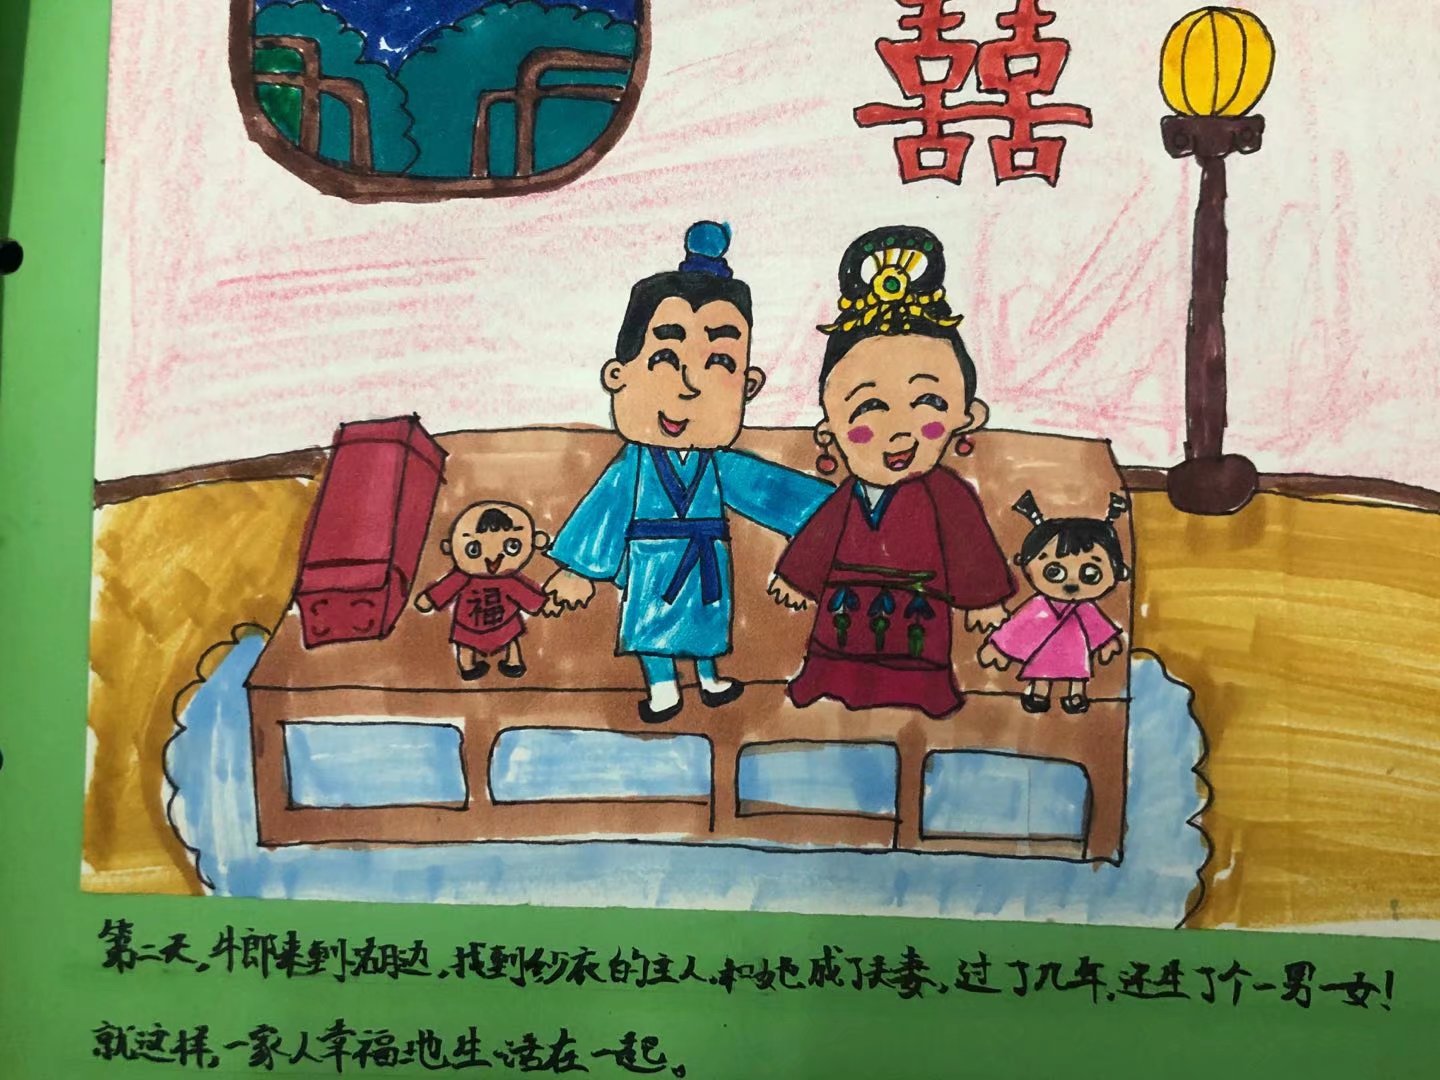 囍
福
第二天，牛郎来到湖边，找到纱衣的主人，和她成了夫妻，过了几年，还生了个一男一女！
就这样，一家人幸福地生活在一起。